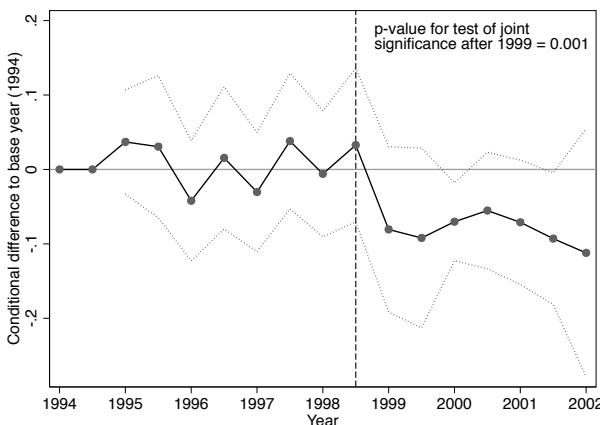 p-value for test of joint
significance after 1999 = 0.001
Conditional difference to base year (1994)
.2
.1
0
-.1
-.2
1994 1995 1996 1997 1998 1999 2000 2001 2002
Year